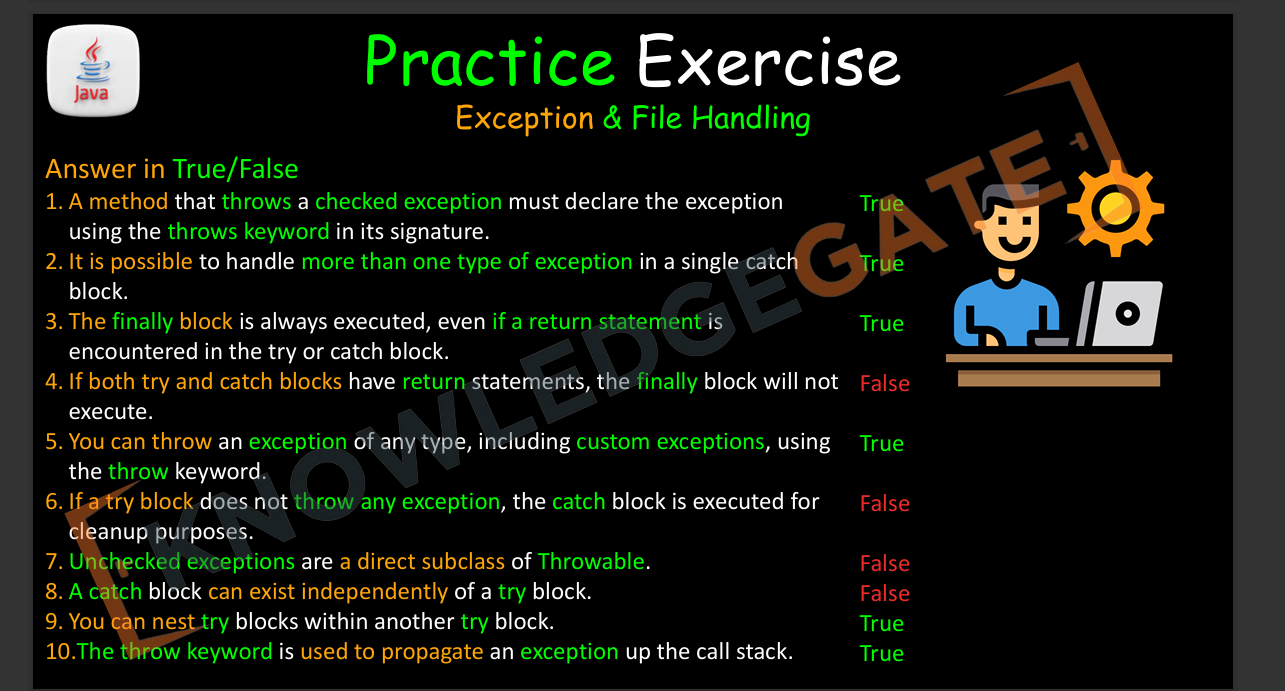 Java
Practice Exercise
Exception & File Handling
Answer in True/False
1. A method that throws a checked exception must declare the exception True
using the throws keyword in its signature.
2. It is possible to handle more than one type of exception in a single catch True
block.
3. The finally block is always executed, even if a return statement is True
encountered in the try or catch block.
4. If both try and catch blocks have return statements, the finally block will not False
execute.
5. You can throw an exception of any type, including custom exceptions, using True
the throw keyword.
6. If a try block does not throw any exception, the catch block is executed for False
cleanup purposes.
7. Unchecked exceptions are a direct subclass of Throwable. False
8. A catch block can exist independently of a try block. False
9. You can nest try blocks within another try block. True
10.The throw keyword is used to propagate an exception up the call stack. True
KNOWLEDGEGATE